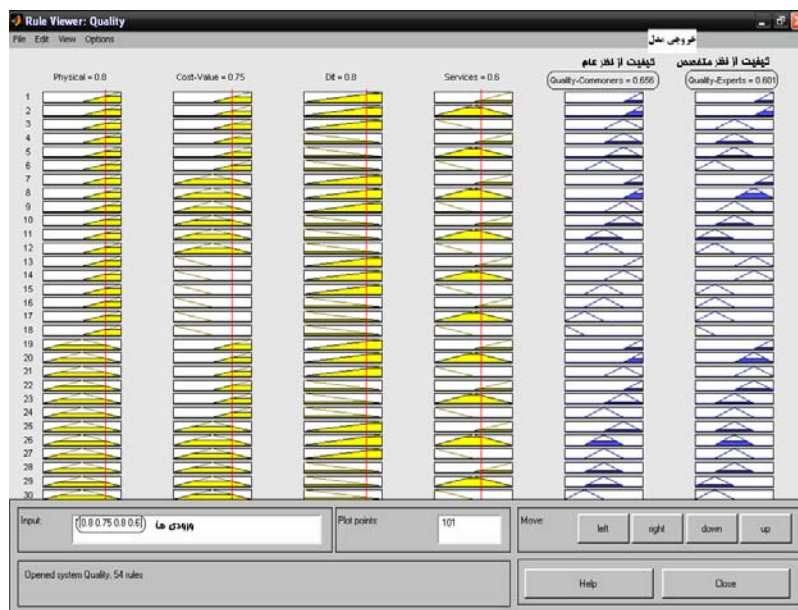 Rule Viewer: Quality
File Edit View Options
خروجی مدل
کیفیت از نظر عام
کیفیت از نظر متخصص
Physical = 0.8
Cost-Value = 0.75
Dit = 0.8
Services = 0.6
Quality-Commoners = 0.656
Quality-Experts = 0.601
1
2
3
4
5
6
7
8
9
10
11
12
13
14
15
16
17
18
19
20
21
22
23
24
25
26
27
28
29
30
Input:
[0.8 0.75 0.8 0.6]
ورودی ها
Plot points:
101
Move:
left
right
down
up
Opened system Quality, 54 rules
Help
Close